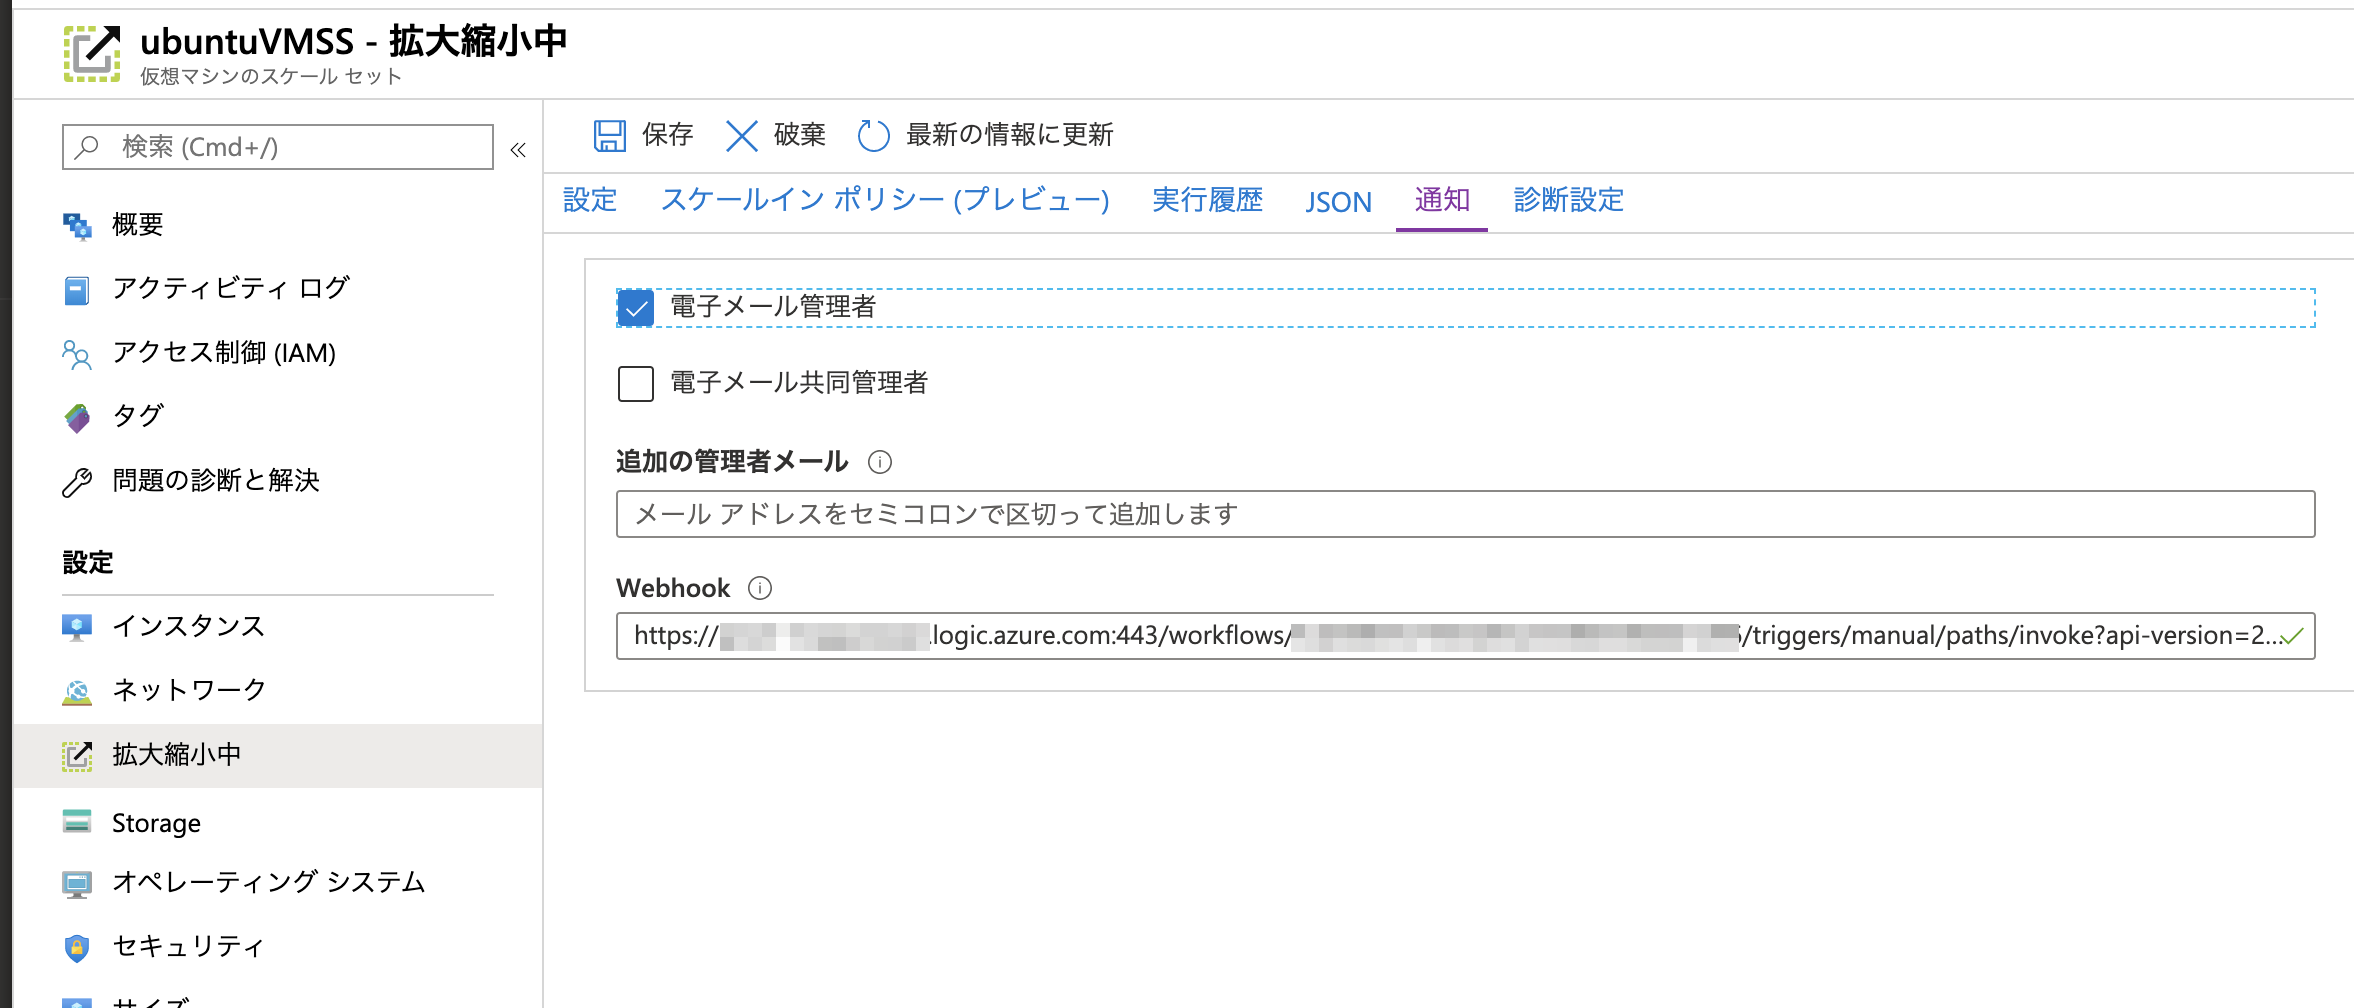 ubuntuVMSS - 拡大縮小中
仮想マシンのスケール セット
検索 (Cmd+/)
«
概要
アクティビティ ログ
アクセス制御 (IAM)
タグ
問題の診断と解決
設定
インスタンス
ネットワーク
拡大縮小中
Storage
オペレーティング システム
セキュリティ
サイズ
保存 破棄 最新の情報に更新
設定 スケールイン ポリシー (プレビュー) 実行履歴 JSON 通知 診断設定
電子メール管理者
電子メール共同管理者
追加の管理者メール
メール アドレスをセミコロンで区切って追加します
Webhook
https:// .logic.azure.com:443/workflows/ /triggers/manual/paths/invoke?api-version=2...